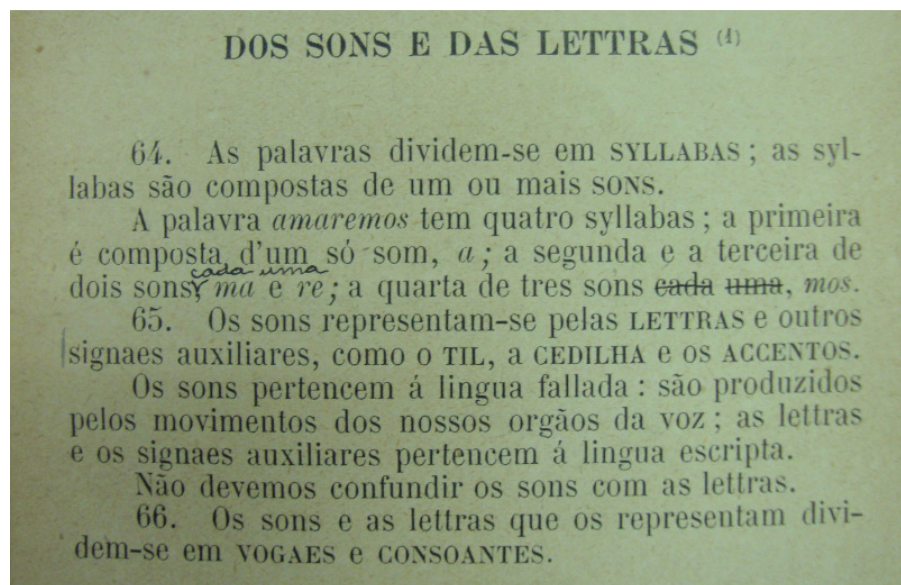 DOS SONS E DAS LETTRAS (1)
64. As palavras dividem-se em SYLLABAS; as syl-
labas são compostas de um ou mais SONS.
A palavra amaremos tem quatro syllabas; a primeira
é composta d'um só som, a; a segunda e a terceira de
cada uma
dois sons, ma e re; a quarta de tres sons cada uma, mos.
65. Os sons representam-se pelas LETTRAS e outros
signaes auxiliares, como o TIL, a CEDILHA e os ACCENTOS.
Os sons pertencem á lingua fallada: são produzidos
pelos movimentos dos nossos orgãos da voz; as lettras
e os signaes auxiliares pertencem á lingua escripta.
Não devemos confundir os sons com as lettras.
66. Os sons e as lettras que os representam divi-
dem-se em VOGAES e CONSOANTES.